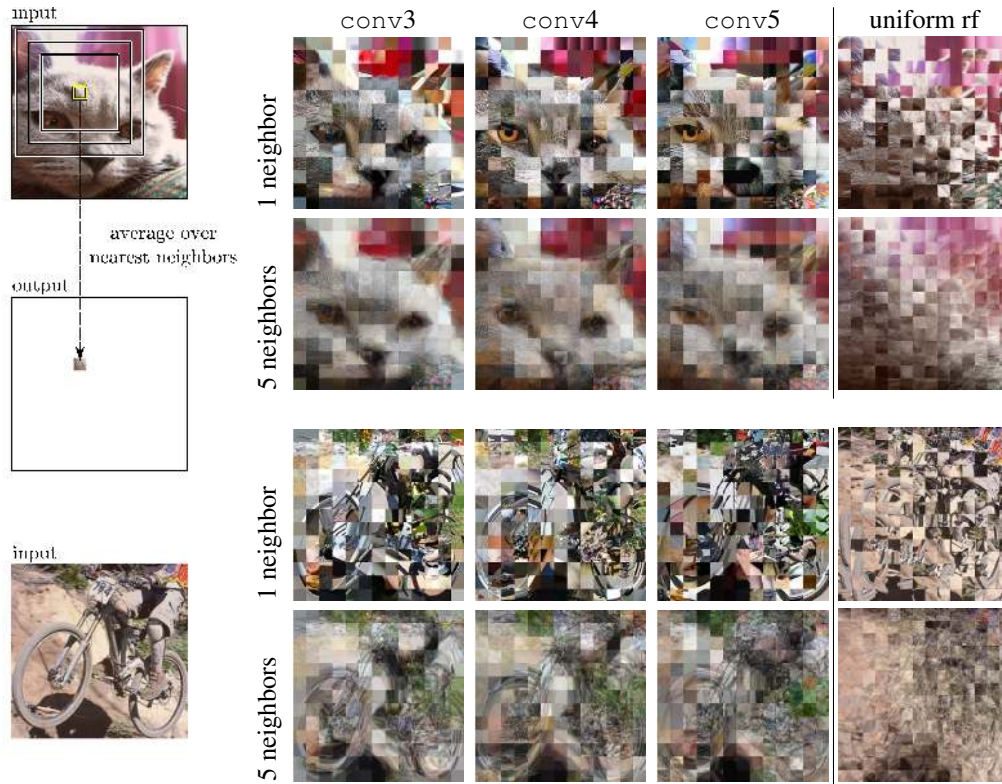 input
conv3
conv4
conv5
uniform rf
1 neighbor
average over
nearest neighbors
5 neighbors
output
1 neighbor
input
5 neighbors